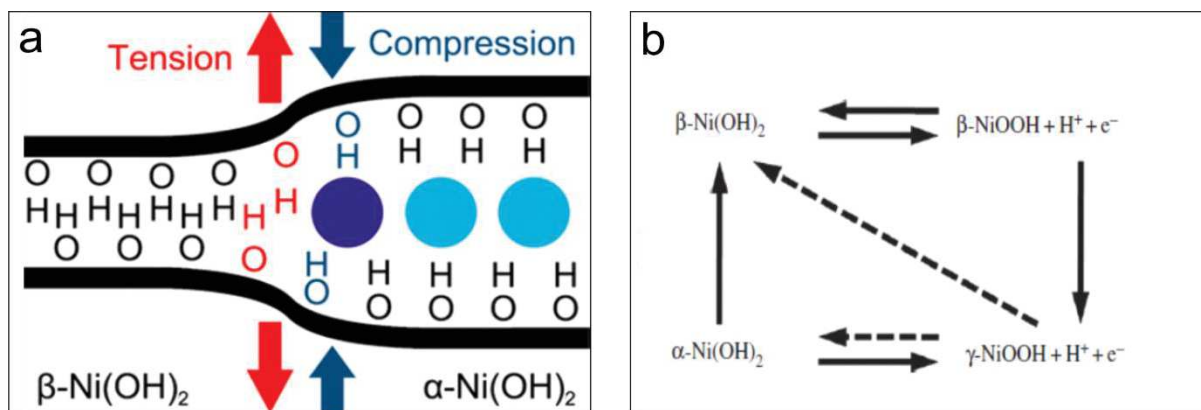 a
Tension
Compression
O O O O
H H H H
O
O O O O
H H H H H
H H H H
O O O O
H H H H H
O O O O O
β-Ni(OH)₂
α-Ni(OH)₂
b
β-Ni(OH)₂
β-NiOOH + H⁺ + e⁻
α-Ni(OH)₂
γ-NiOOH + H⁺ + e⁻